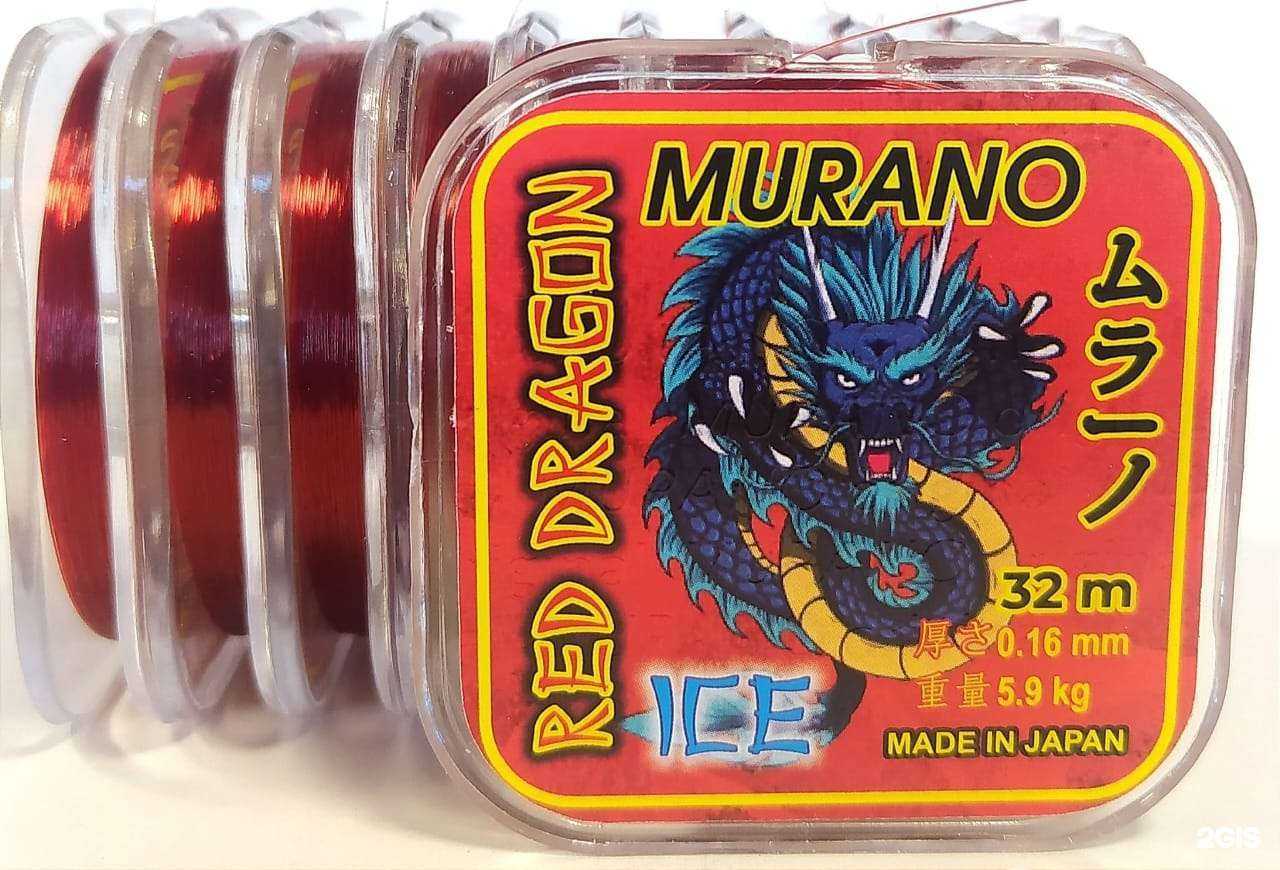 MURANO
RED DRAGON
ムラーノ
32 m
厚さ0.16 mm
重量 5.9 kg
ICE
MADE IN JAPAN
2GIS